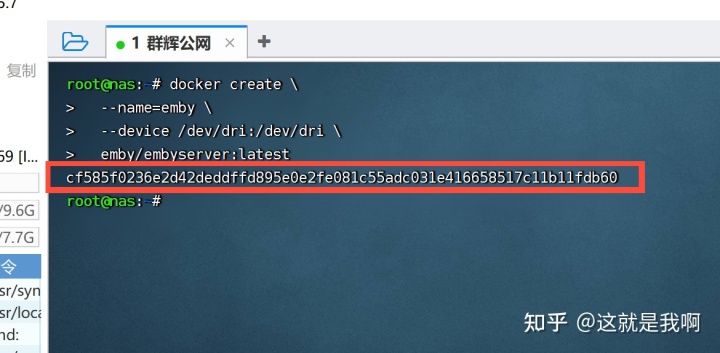 5.7
1 群辉公网 × +
复制
root@nas:~# docker create \
> --name=emby \
69 [I...
> --device /dev/dri:/dev/dri \
> emby/embyserver:latest
cf585f0236e2d42deddffd895e0e2fe081c55adc031e416658517c11b11fdb60
root@nas:~#
/9.6G
/7.7G
令
sr/syn
sr/loca
nd:
知乎 @这就是我啊